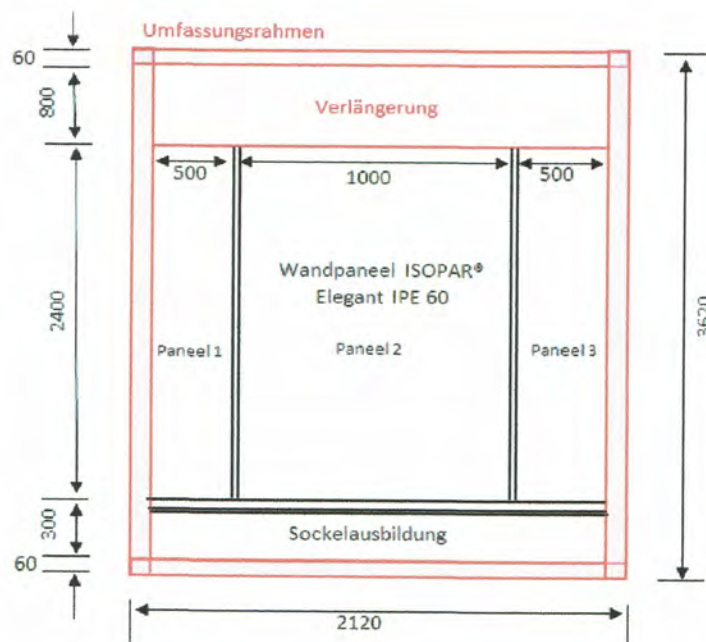 Umfassungsrahmen
60
800
Verlängerung
500
1000
500
Wandpaneel ISOPAR®
Elegant IPE 60
2400
3620
Paneel 1
Paneel 2
Paneel 3
300
Sockelausbildung
60
2120